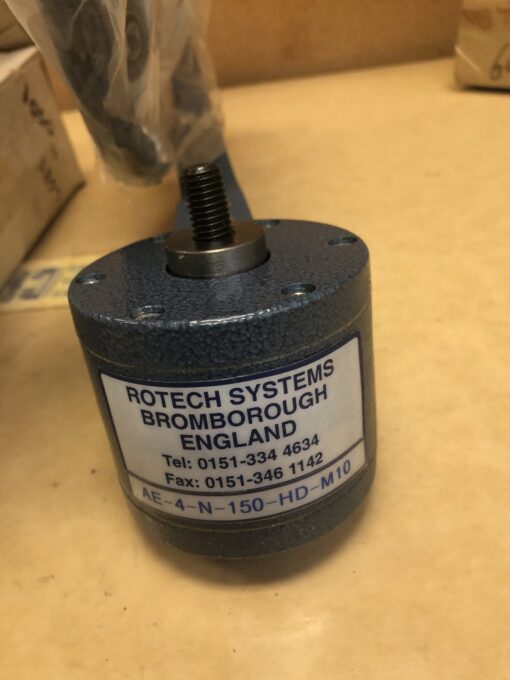 ROTECH SYSTEMS
BROMBOROUGH
ENGLAND
Tel: 0151-334 4634
Fax: 0151-346 1142
AE-4-N-150-HD-M10